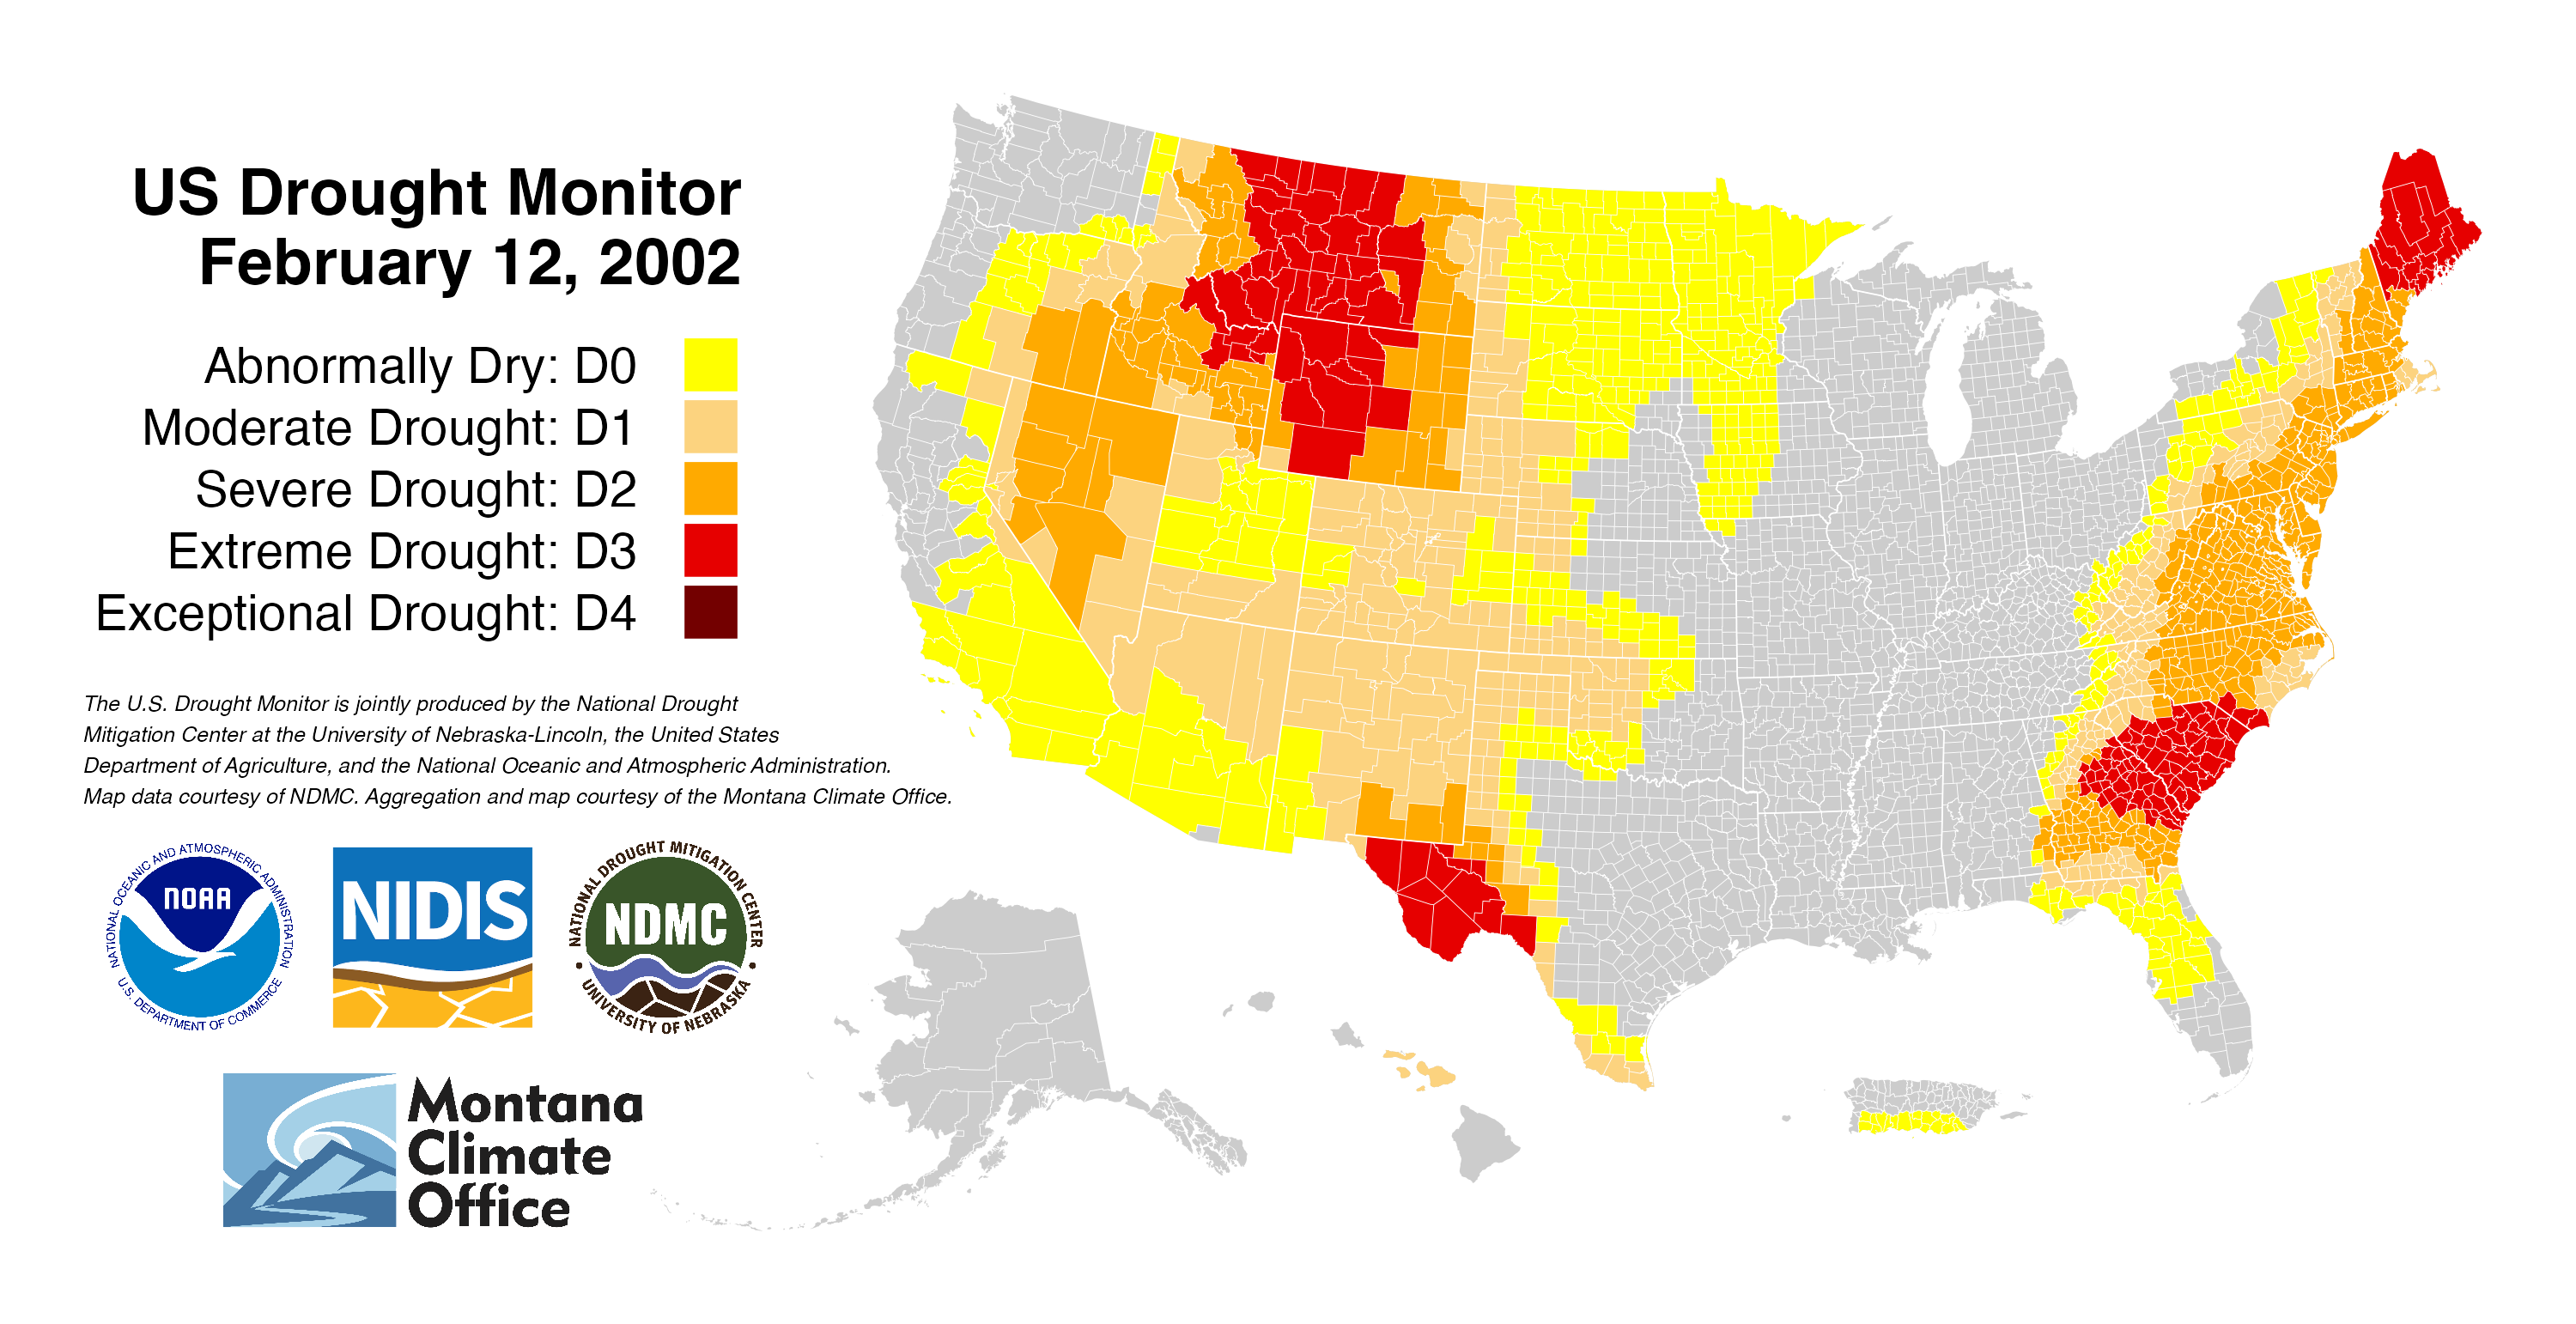 US Drought Monitor
February 12, 2002
Abnormally Dry: D0
Moderate Drought: D1
Severe Drought: D2
Extreme Drought: D3
Exceptional Drought: D4
The U.S. Drought Monitor is jointly produced by the National Drought
Mitigation Center at the University of Nebraska-Lincoln, the United States
Department of Agriculture, and the National Oceanic and Atmospheric Administration.
Map data courtesy of NDMC. Aggregation and map courtesy of the Montana Climate Office.
NATIONAL OCEANIC AND ATMOSPHERIC ADMINISTRATION
NOAA
U.S. DEPARTMENT OF COMMERCE
NIDIS
NATIONAL DROUGHT MITIGATION CENTER
NDMC
UNIVERSITY OF NEBRASKA
Montana
Climate
Office